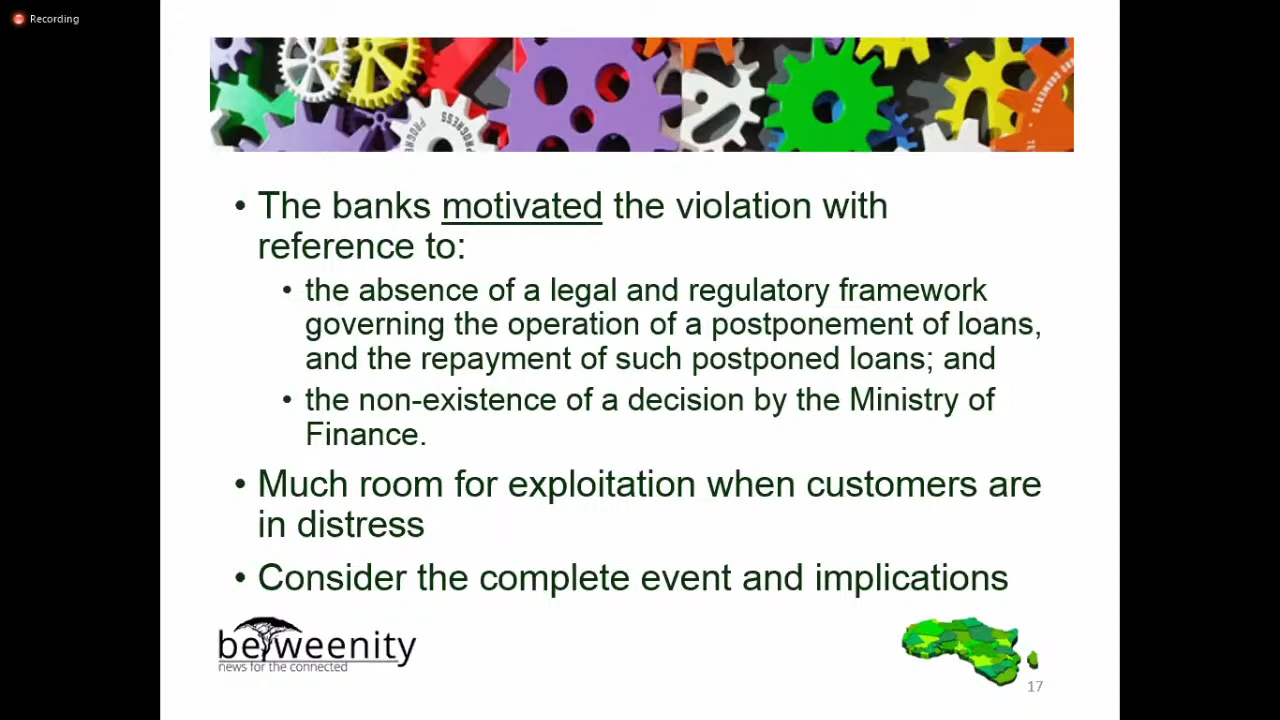 Recording
PROGRESS
PROGRE
• The banks motivated the violation with
reference to:
• the absence of a legal and regulatory framework
governing the operation of a postponement of loans,
and the repayment of such postponed loans; and
• the non-existence of a decision by the Ministry of
Finance.
• Much room for exploitation when customers are
in distress
• Consider the complete event and implications
betweenity
news for the connected
17